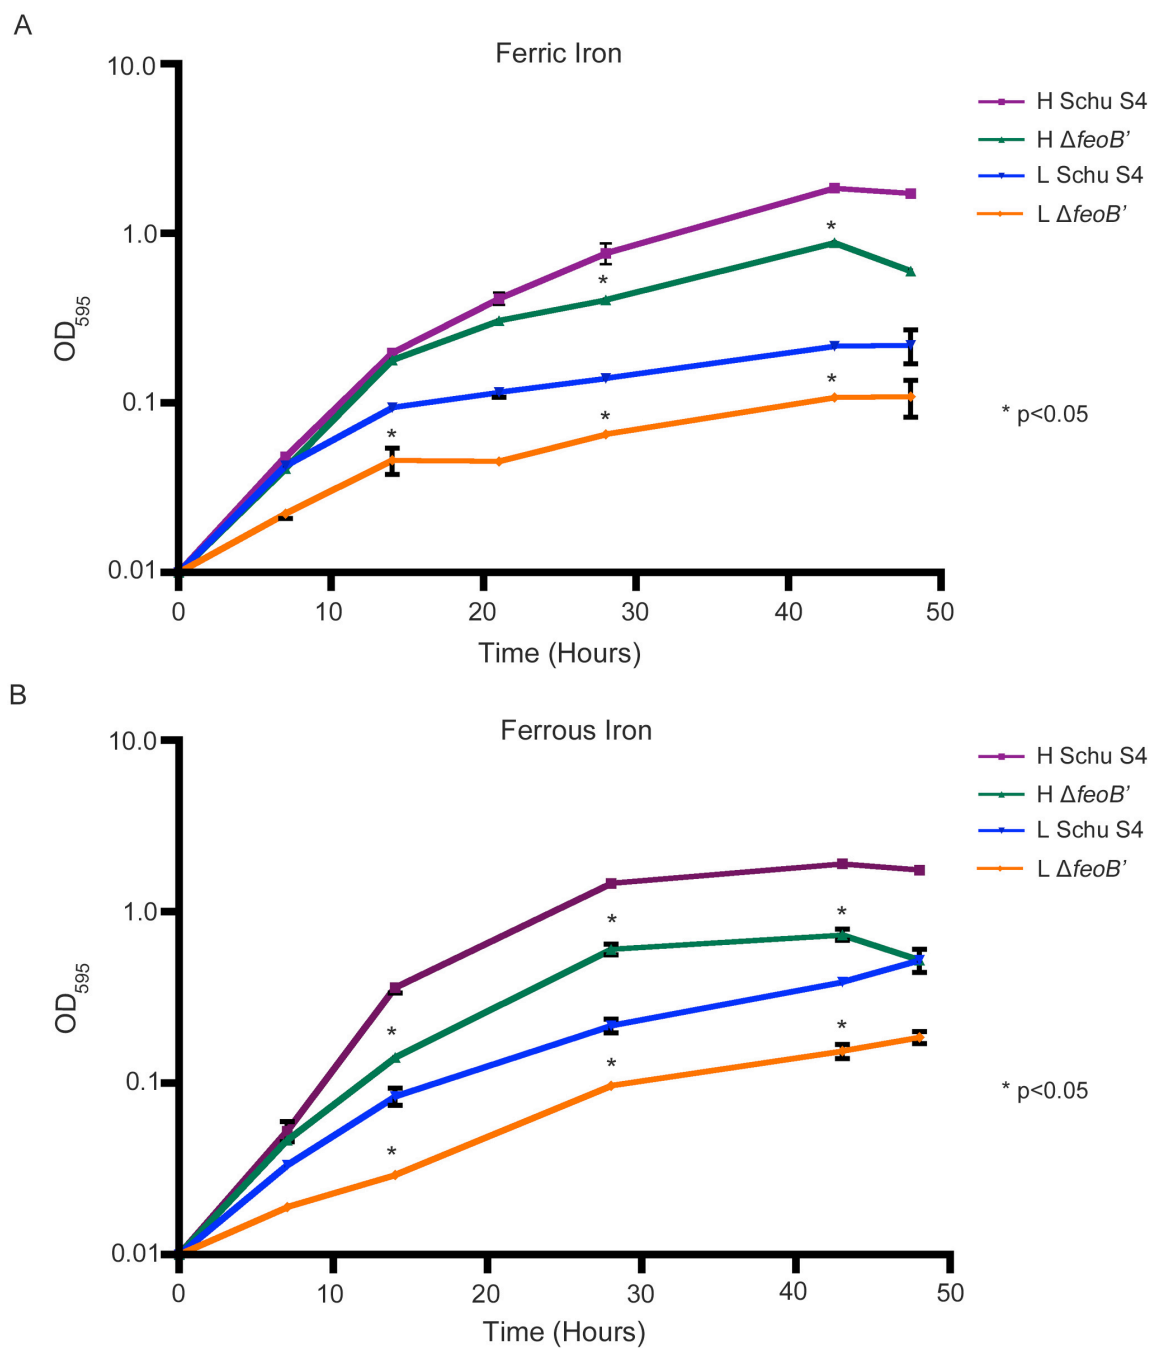 A
Ferric Iron
10.0
1.0
0.1
0.01
OD595
0 10 20 30 40 50
Time (Hours)
H Schu S4
H ΔfeoB’
L Schu S4
L ΔfeoB’
* * * * *
* p<0.05
B
Ferrous Iron
10.0
1.0
0.1
0.01
OD595
0 10 20 30 40 50
Time (Hours)
H Schu S4
H ΔfeoB’
L Schu S4
L ΔfeoB’
* * * * * *
* p<0.05